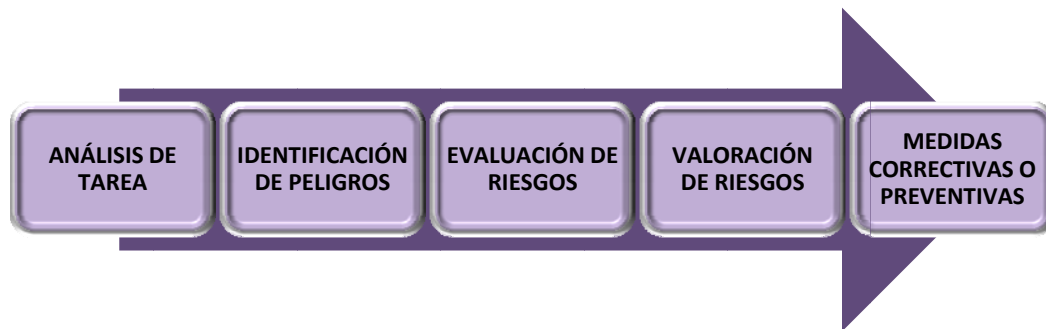 ANÁLISIS DE
TAREA
IDENTIFICACIÓN
DE PELIGROS
EVALUACIÓN DE
RIESGOS
VALORACIÓN
DE RIESGOS
MEDIDAS
CORRECTIVAS O
PREVENTIVAS